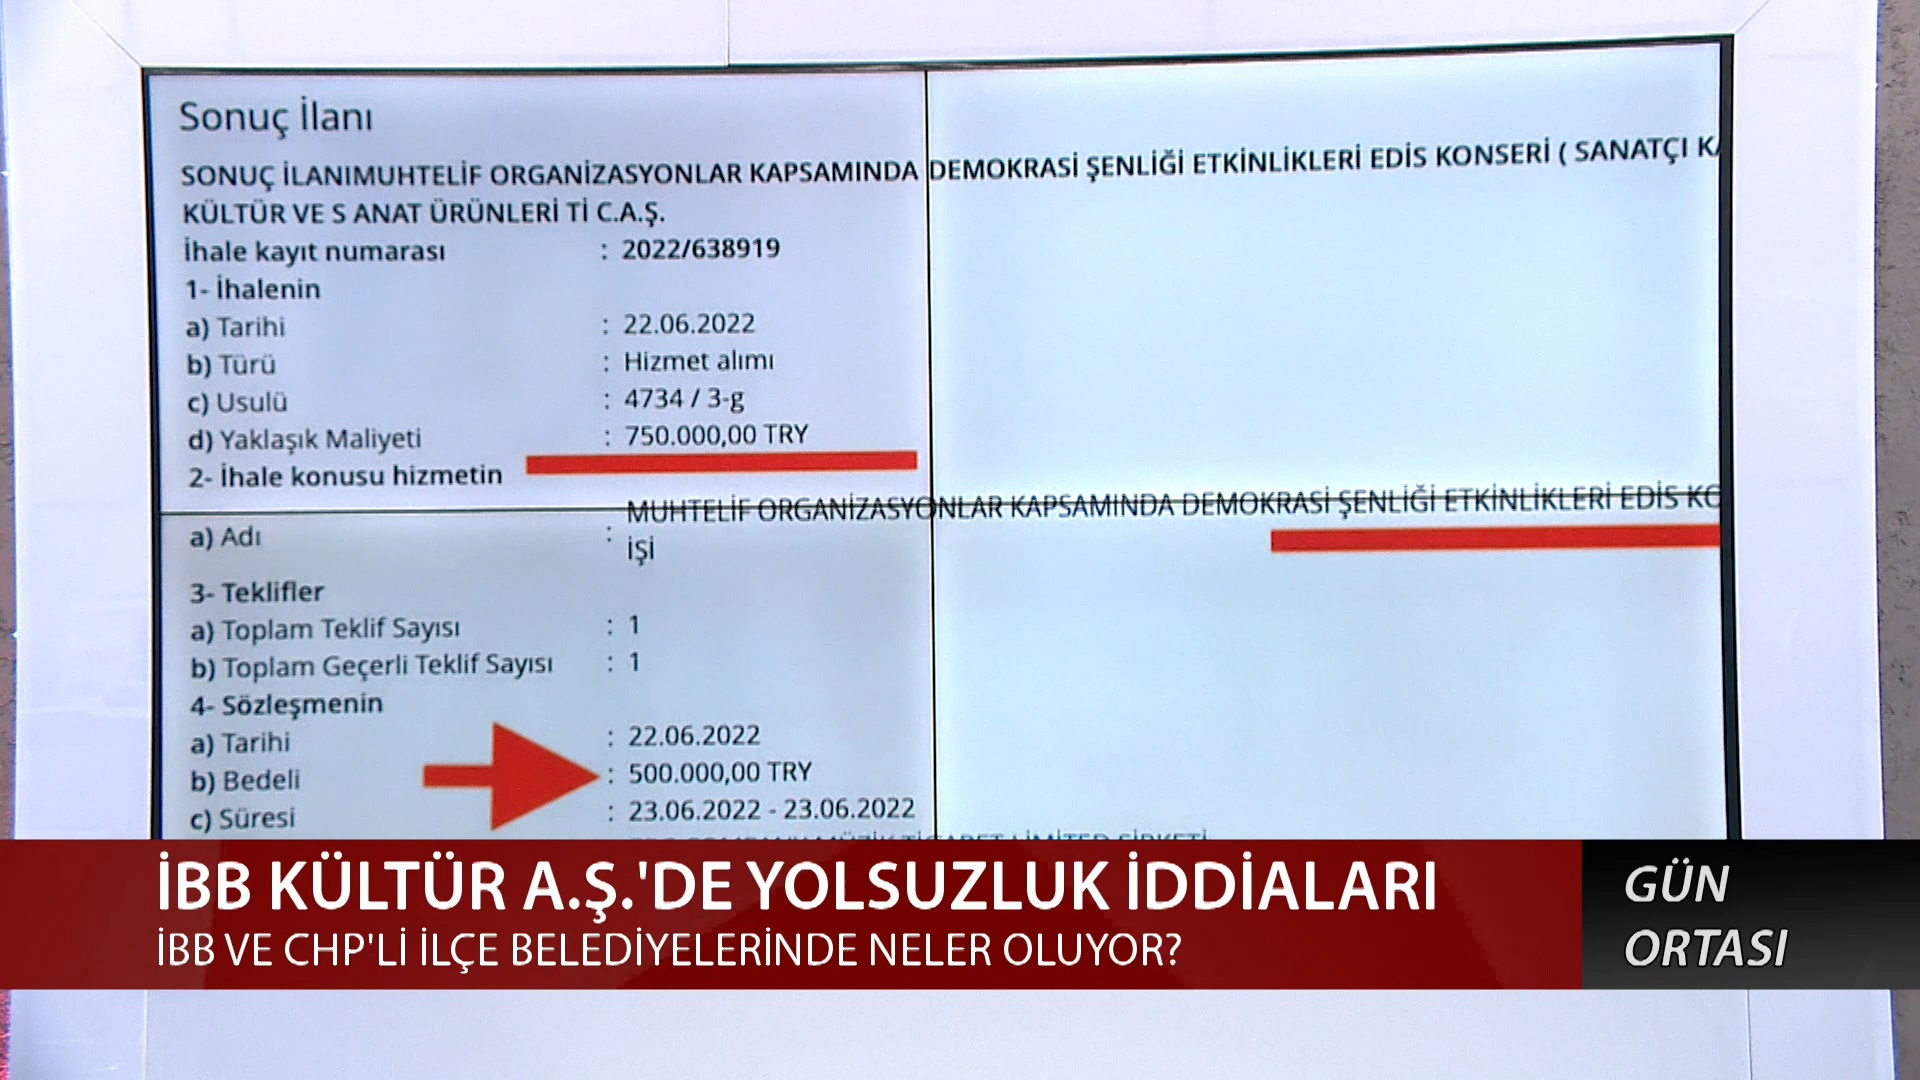 Sonuç İlanı
SONUÇ İLANIMUHTELİF ORGANİZASYONLAR KAPSAMINDA DEMOKRASİ ŞENLİĞİ ETKİNLİKLERİ EDIS KONSERİ ( SANATÇI
KÜLTÜR VE S ANAT ÜRÜNLERİ Tİ C.A.Ş.
İhale kayıt numarası : 2022/638919
1- İhalenin
a) Tarihi : 22.06.2022
b) Türü : Hizmet alımı
c) Usulü : 4734 / 3-g
d) Yaklaşık Maliyeti : 750.000,00 TRY
2- İhale konusu hizmetin
a) Adı : MUHTELİF ORGANİZASYONLAR KAPSAMINDA DEMOKRASİ ŞENLİĞİ ETKİNLİKLERİ EDIS
İŞİ
3- Teklifler
a) Toplam Teklif Sayısı : 1
b) Toplam Geçerli Teklif Sayısı : 1
4- Sözleşmenin
a) Tarihi : 22.06.2022
b) Bedeli : 500.000,00 TRY
c) Süresi : 23.06.2022 - 23.06.2022
İBB KÜLTÜR A.Ş.'DE YOLSUZLUK İDDİALARI
İBB VE CHP'Lİ İLÇE BELEDİYELERİNDE NELER OLUYOR?
GÜN
ORTASI